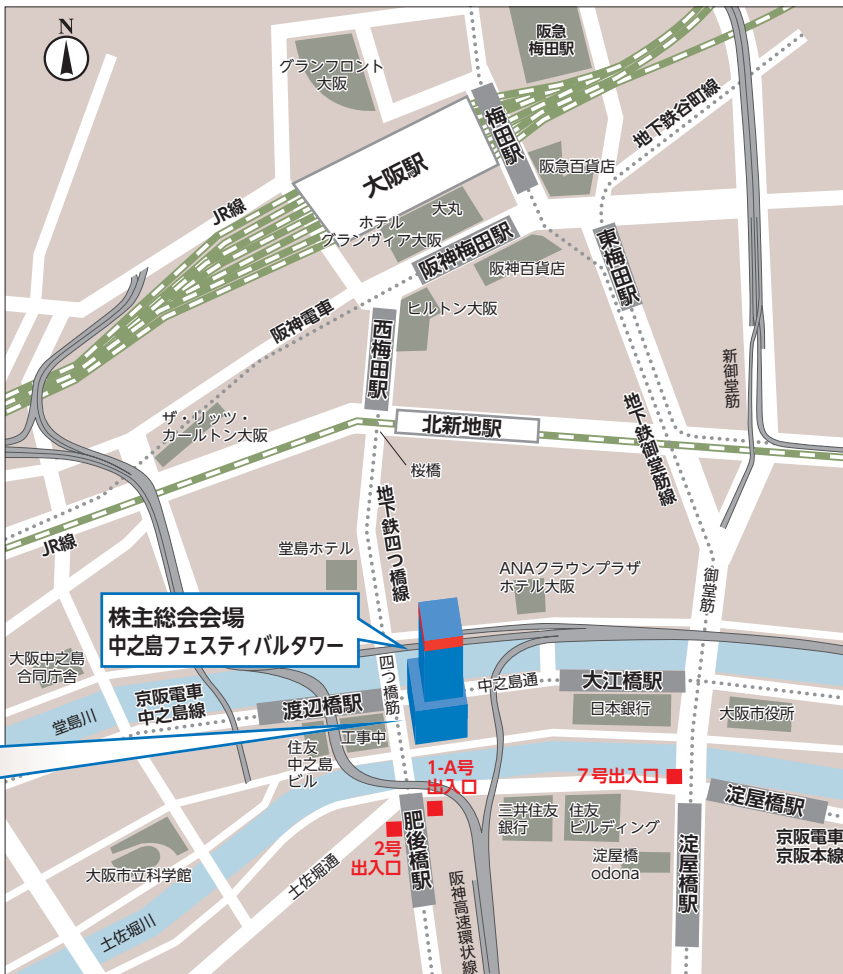 N
グランフロント
大阪
阪急
梅田駅
梅田駅
地下鉄谷町線
大阪駅
阪急百貨店
JR線
大丸
ホテル
グランヴィア大阪
阪神梅田駅
阪神百貨店
東梅田駅
阪神電車
ヒルトン大阪
西梅田駅
新御堂筋
ザ・リッツ・
カールトン大阪
北新地駅
地下鉄御堂筋線
桜橋
JR線
地下鉄四つ橋線
堂島ホテル
ANAクラウンプラザ
ホテル大阪
御堂筋
株主総会会場
中之島フェスティバルタワー
大阪中之島
合同庁舎
四つ橋筋
中之島通
大江橋駅
京阪電車
中之島線
渡辺橋駅
堂島川
日本銀行
大阪市役所
住友
中之島
ビル
工事中
1-A号
出入口
7号出入口
淀屋橋駅
肥後橋駅
三井住友
銀行
住友
ビルディング
2号
出入口
淀屋橋駅
京阪電車
京阪本線
淀屋橋
odona
大阪市立科学館
土佐堀通
阪神高速環状線
土佐堀川